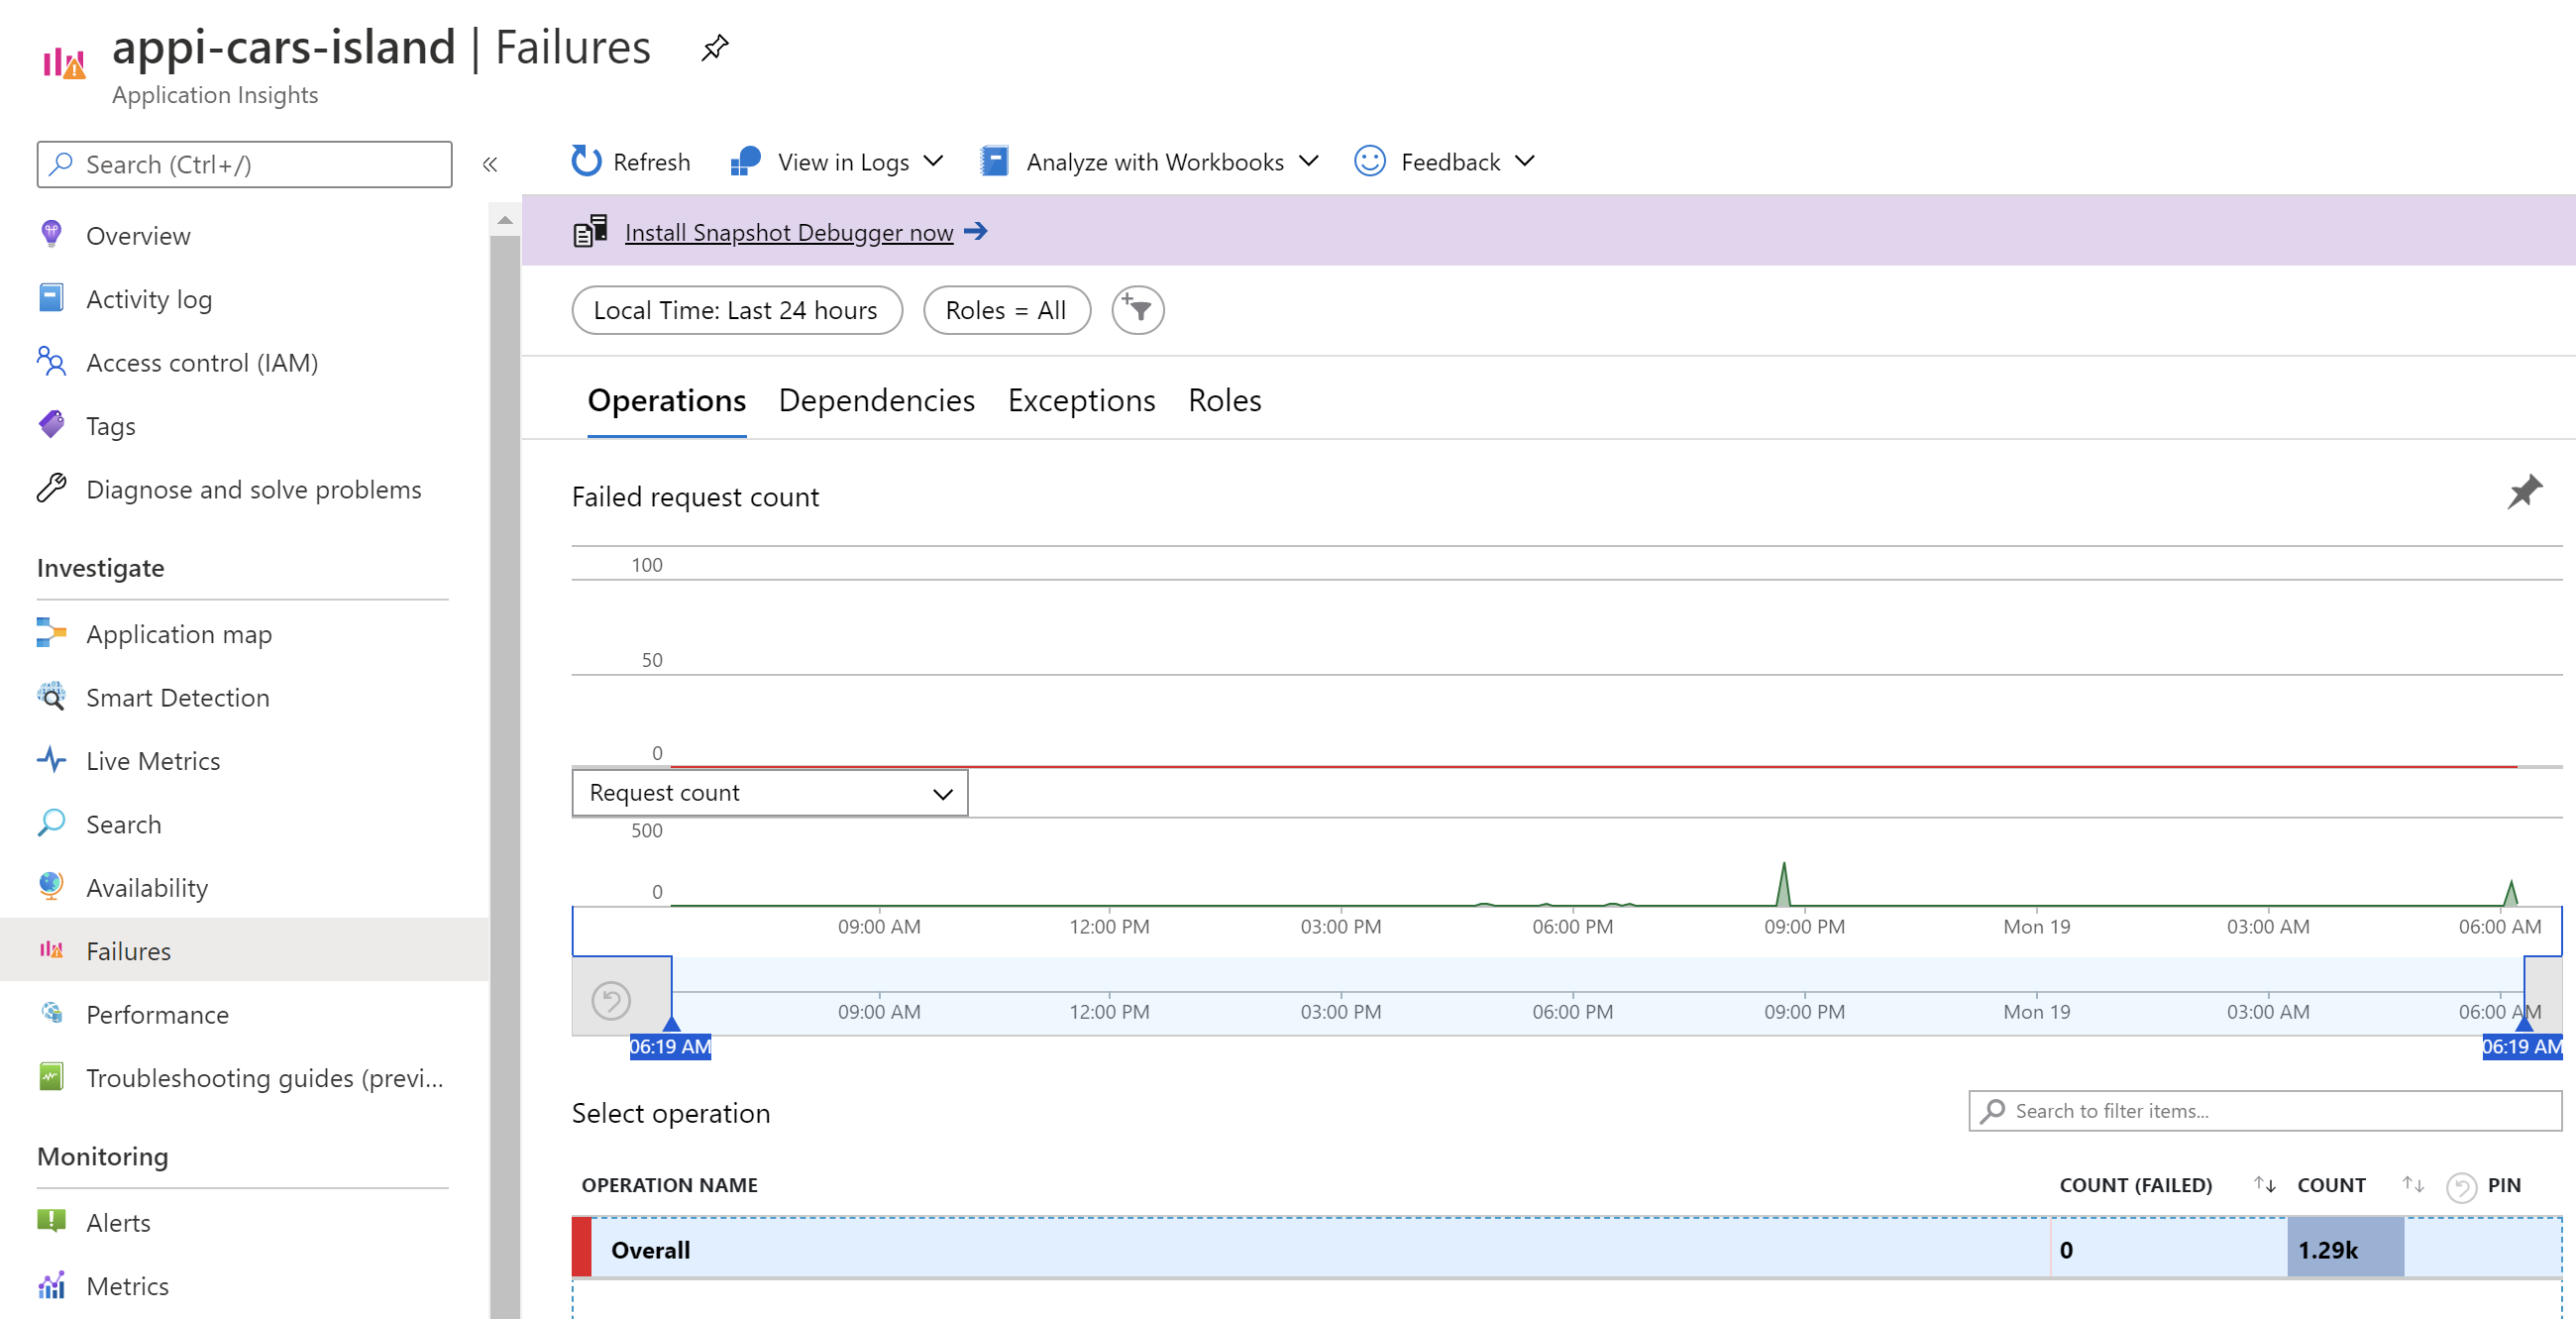 appi-cars-island | Failures
Application Insights
Search (Ctrl+/)
«
Overview
Activity log
Access control (IAM)
Tags
Diagnose and solve problems
Investigate
Application map
Smart Detection
Live Metrics
Search
Availability
Failures
Performance
Troubleshooting guides (previ...
Monitoring
Alerts
Metrics
Refresh View in Logs Analyze with Workbooks Feedback
Install Snapshot Debugger now
Local Time: Last 24 hours Roles = All
Operations Dependencies Exceptions Roles
Failed request count
100
50
0
Request count
500
0
09:00 AM 12:00 PM 03:00 PM 06:00 PM 09:00 PM Mon 19 03:00 AM 06:00 AM
09:00 AM 12:00 PM 03:00 PM 06:00 PM 09:00 PM Mon 19 03:00 AM 06:00 AM
06:19 AM 06:19 AM
Select operation
Search to filter items...
OPERATION NAME COUNT (FAILED) COUNT PIN
Overall 0 1.29k